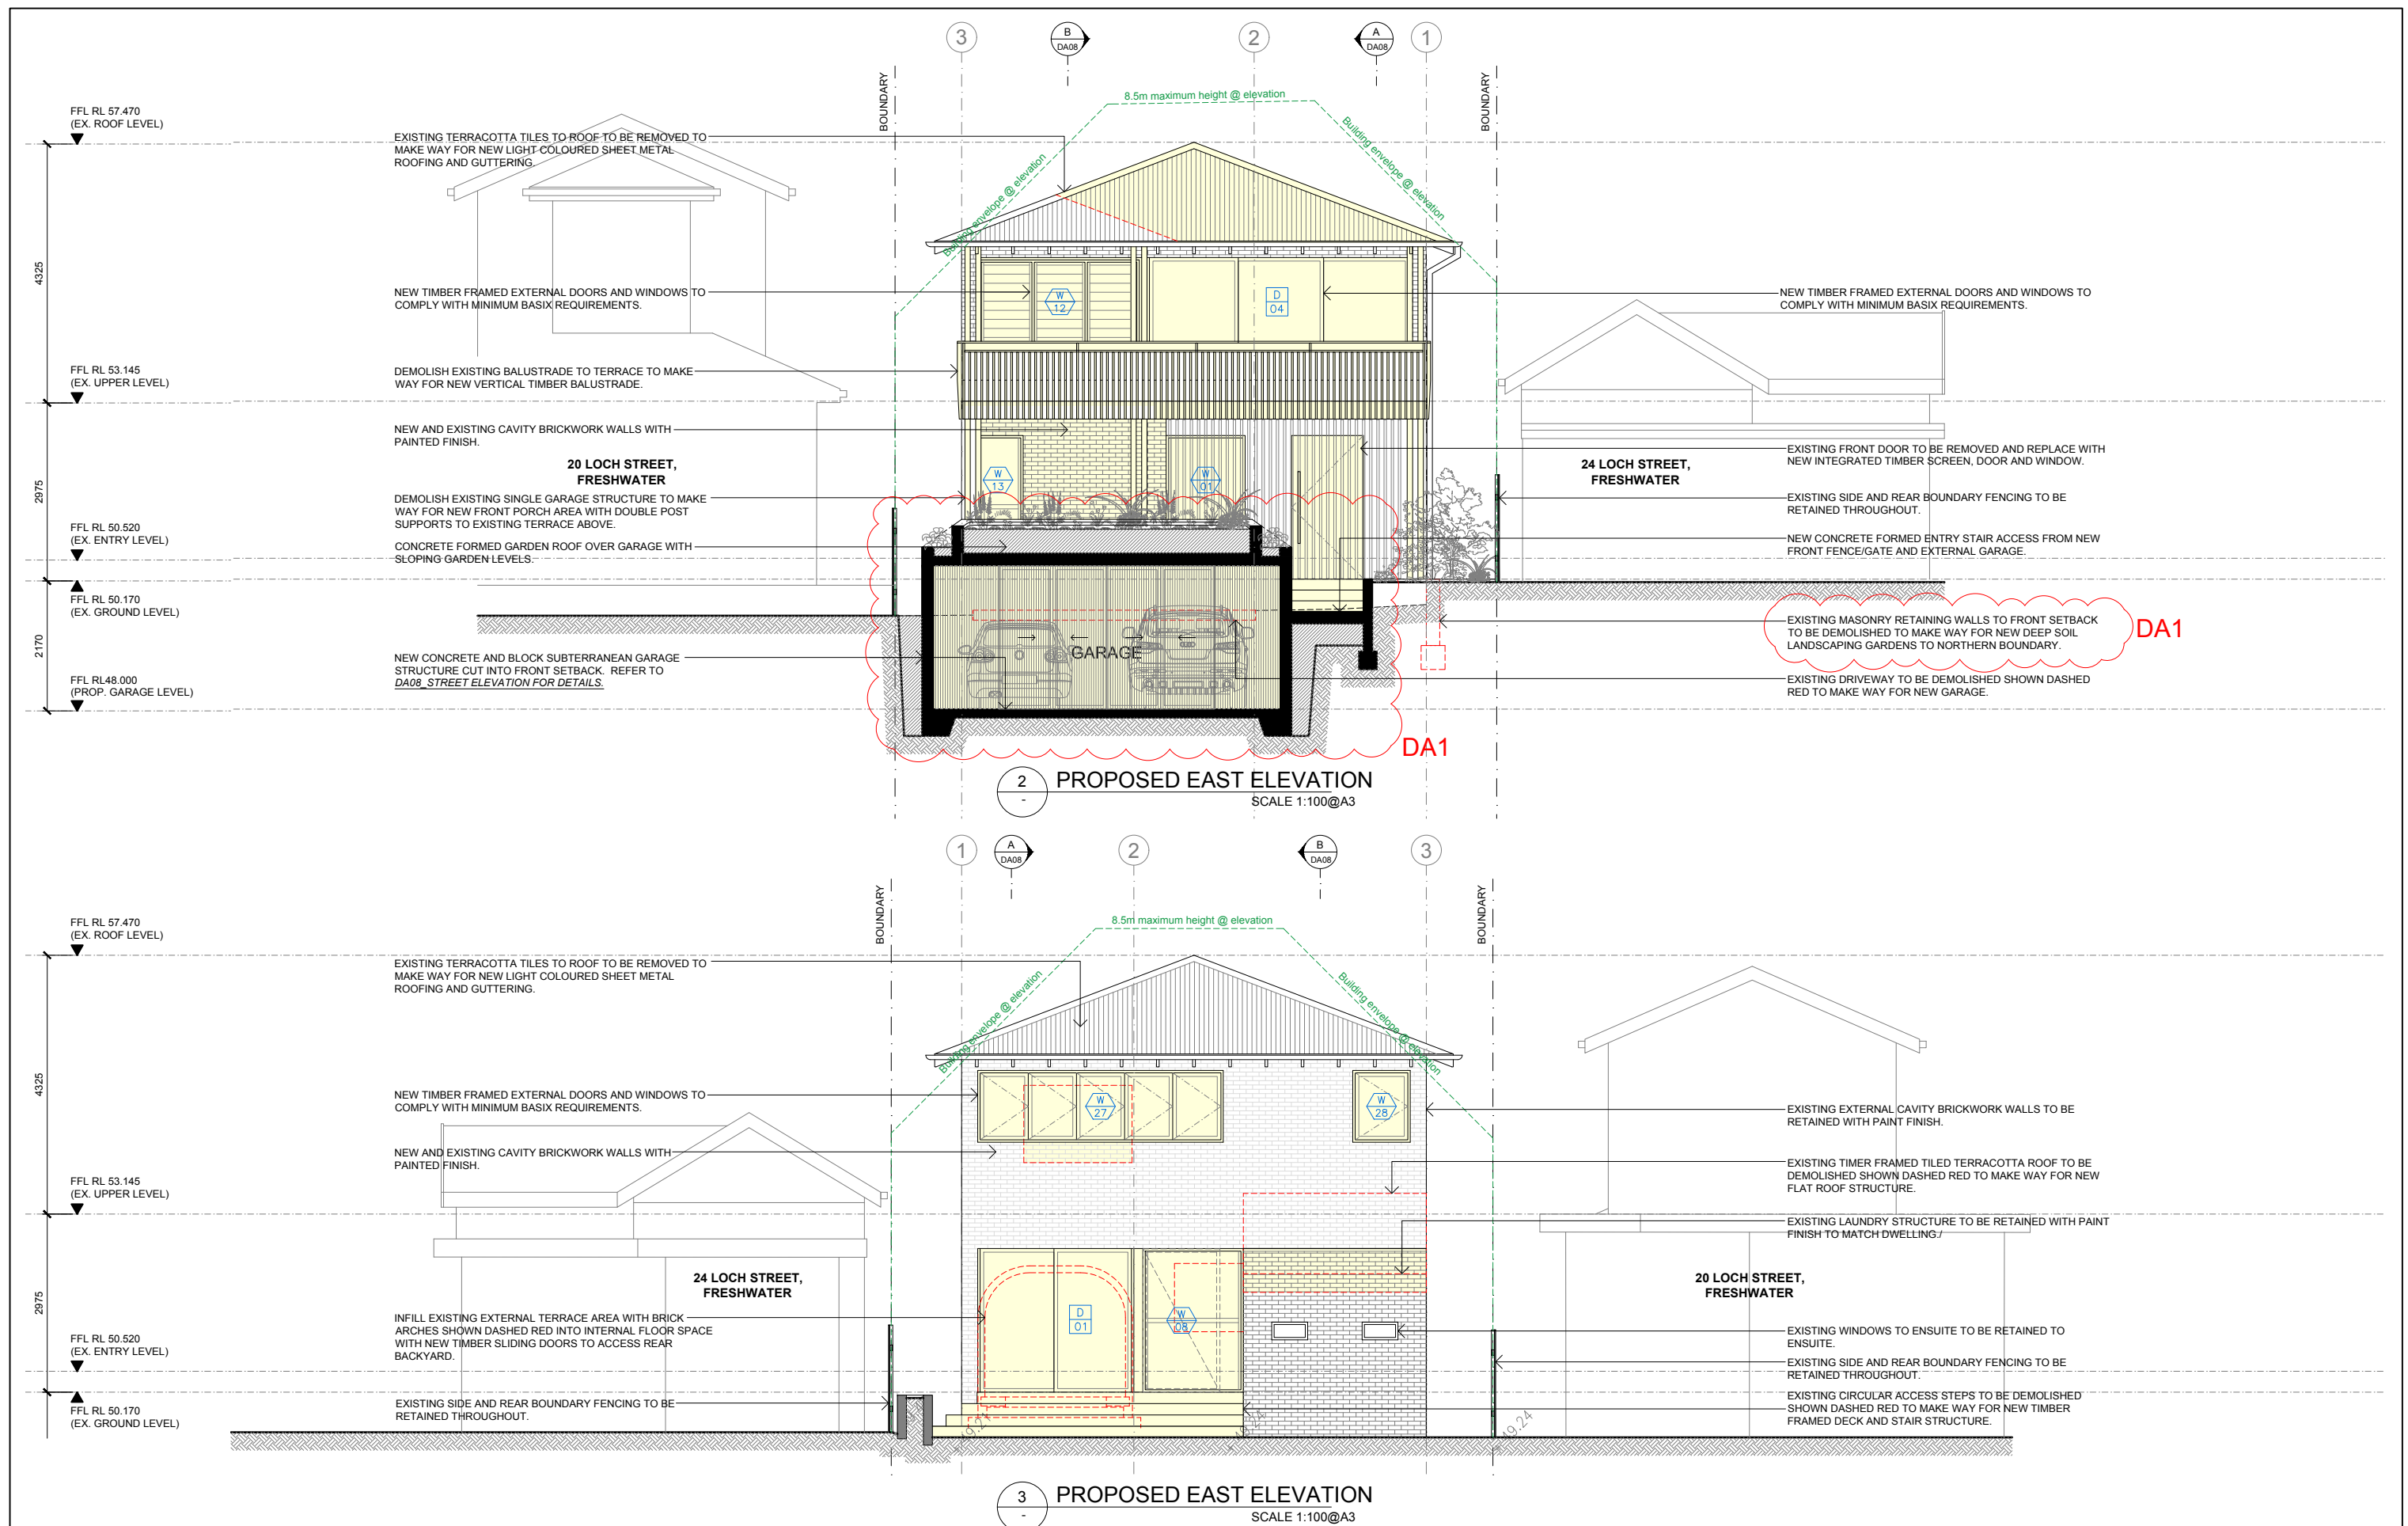 3
B
DA08
2
A
DA08
1
BOUNDARY
BOUNDARY
8.5m maximum height @ elevation
Building envelope @ elevation
Building envelope @ elevation
FFL RL 57.470
(EX. ROOF LEVEL)
4325
FFL RL 53.145
(EX. UPPER LEVEL)
2975
FFL RL 50.520
(EX. ENTRY LEVEL)
FFL RL 50.170
(EX. GROUND LEVEL)
2170
FFL RL48.000
(PROP. GARAGE LEVEL)
EXISTING TERRACOTTA TILES TO ROOF TO BE REMOVED TO
MAKE WAY FOR NEW LIGHT COLOURED SHEET METAL
ROOFING AND GUTTERING.
NEW TIMBER FRAMED EXTERNAL DOORS AND WINDOWS TO
COMPLY WITH MINIMUM BASIX REQUIREMENTS.
DEMOLISH EXISTING BALUSTRADE TO TERRACE TO MAKE
WAY FOR NEW VERTICAL TIMBER BALUSTRADE.
NEW AND EXISTING CAVITY BRICKWORK WALLS WITH
PAINTED FINISH.
20 LOCH STREET,
FRESHWATER
DEMOLISH EXISTING SINGLE GARAGE STRUCTURE TO MAKE
WAY FOR NEW FRONT PORCH AREA WITH DOUBLE POST
SUPPORTS TO EXISTING TERRACE ABOVE.
CONCRETE FORMED GARDEN ROOF OVER GARAGE WITH
SLOPING GARDEN LEVELS.
NEW CONCRETE AND BLOCK SUBTERRANEAN GARAGE
STRUCTURE CUT INTO FRONT SETBACK. REFER TO
DA08_STREET ELEVATION FOR DETAILS.
W
12
D
04
W
13
W
01
GARAGE
NEW TIMBER FRAMED EXTERNAL DOORS AND WINDOWS TO
COMPLY WITH MINIMUM BASIX REQUIREMENTS.
24 LOCH STREET,
FRESHWATER
EXISTING FRONT DOOR TO BE REMOVED AND REPLACE WITH
NEW INTEGRATED TIMBER SCREEN, DOOR AND WINDOW.
EXISTING SIDE AND REAR BOUNDARY FENCING TO BE
RETAINED THROUGHOUT.
NEW CONCRETE FORMED ENTRY STAIR ACCESS FROM NEW
FRONT FENCE/GATE AND EXTERNAL GARAGE.
EXISTING MASONRY RETAINING WALLS TO FRONT SETBACK
TO BE DEMOLISHED TO MAKE WAY FOR NEW DEEP SOIL
LANDSCAPING GARDENS TO NORTHERN BOUNDARY.
DA1
EXISTING DRIVEWAY TO BE DEMOLISHED SHOWN DASHED
RED TO MAKE WAY FOR NEW GARAGE.
DA1
2
-
PROPOSED EAST ELEVATION
SCALE 1:100@A3
1
A
DA08
2
B
DA08
3
BOUNDARY
BOUNDARY
8.5m maximum height @ elevation
Building envelope @ elevation
Building envelope @ elevation
FFL RL 57.470
(EX. ROOF LEVEL)
4325
FFL RL 53.145
(EX. UPPER LEVEL)
2975
FFL RL 50.520
(EX. ENTRY LEVEL)
FFL RL 50.170
(EX. GROUND LEVEL)
EXISTING TERRACOTTA TILES TO ROOF TO BE REMOVED TO
MAKE WAY FOR NEW LIGHT COLOURED SHEET METAL
ROOFING AND GUTTERING.
NEW TIMBER FRAMED EXTERNAL DOORS AND WINDOWS TO
COMPLY WITH MINIMUM BASIX REQUIREMENTS.
NEW AND EXISTING CAVITY BRICKWORK WALLS WITH
PAINTED FINISH.
24 LOCH STREET,
FRESHWATER
INFILL EXISTING EXTERNAL TERRACE AREA WITH BRICK
ARCHES SHOWN DASHED RED INTO INTERNAL FLOOR SPACE
WITH NEW TIMBER SLIDING DOORS TO ACCESS REAR
BACKYARD.
EXISTING SIDE AND REAR BOUNDARY FENCING TO BE
RETAINED THROUGHOUT.
W
27
W
28
D
01
W
08
49.24
EXISTING EXTERNAL CAVITY BRICKWORK WALLS TO BE
RETAINED WITH PAINT FINISH.
EXISTING TIMER FRAMED TILED TERRACOTTA ROOF TO BE
DEMOLISHED SHOWN DASHED RED TO MAKE WAY FOR NEW
FLAT ROOF STRUCTURE.
EXISTING LAUNDRY STRUCTURE TO BE RETAINED WITH PAINT
FINISH TO MATCH DWELLING./
20 LOCH STREET,
FRESHWATER
EXISTING WINDOWS TO ENSUITE TO BE RETAINED TO
ENSUITE.
EXISTING SIDE AND REAR BOUNDARY FENCING TO BE
RETAINED THROUGHOUT.
EXISTING CIRCULAR ACCESS STEPS TO BE DEMOLISHED
SHOWN DASHED RED TO MAKE WAY FOR NEW TIMBER
FRAMED DECK AND STAIR STRUCTURE.
3
-
PROPOSED EAST ELEVATION
SCALE 1:100@A3